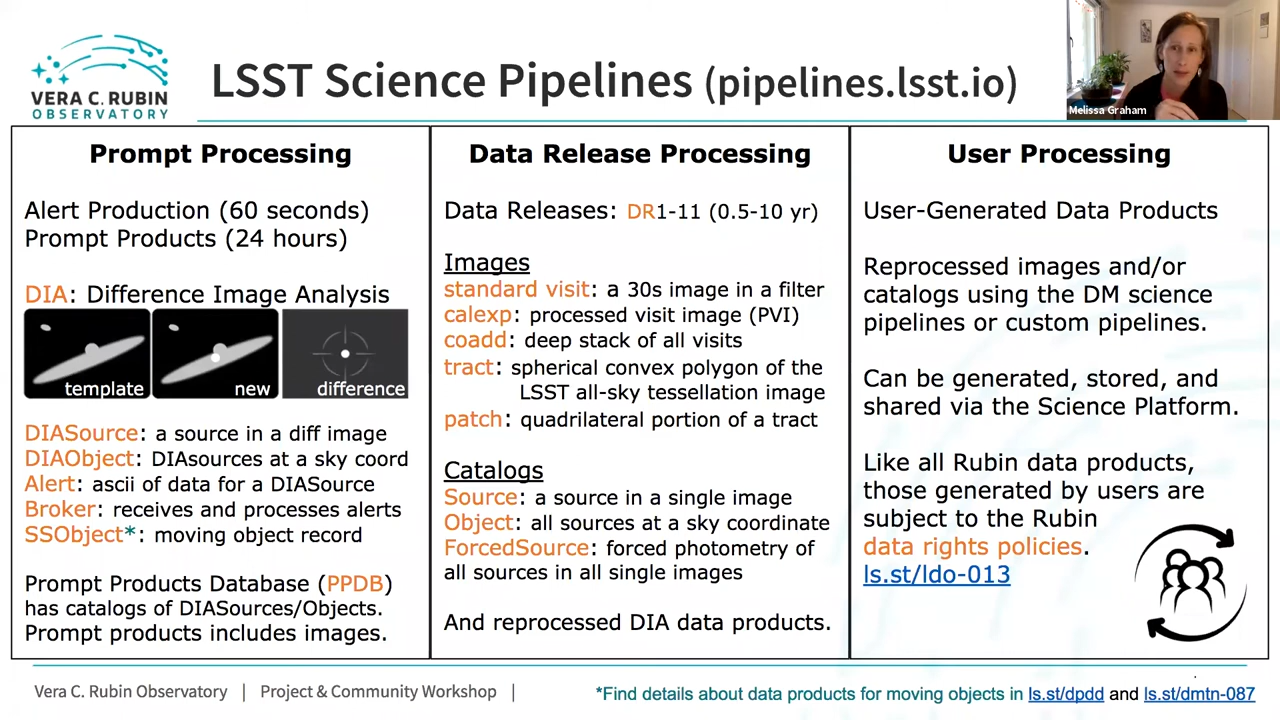 VERA C. RUBIN
OBSERVATORY
LSST Science Pipelines (pipelines.lsst.io)
Melissa Graham
Prompt Processing
Alert Production (60 seconds)
Prompt Products (24 hours)
DIA: Difference Image Analysis
template
new
difference
DIASource: a source in a diff image
DIAObject: DIAsources at a sky coord
Alert: ascii of data for a DIASource
Broker: receives and processes alerts
SSObject*: moving object record
Prompt Products Database (PPDB)
has catalogs of DIASources/Objects.
Prompt products includes images.
Data Release Processing
Data Releases: DR1-11 (0.5-10 yr)
Images
standard visit: a 30s image in a filter
calexp: processed visit image (PVI)
coadd: deep stack of all visits
tract: spherical convex polygon of the
LSST all-sky tessellation image
patch: quadrilateral portion of a tract
Catalogs
Source: a source in a single image
Object: all sources at a sky coordinate
ForcedSource: forced photometry of
all sources in all single images
And reprocessed DIA data products.
User Processing
User-Generated Data Products
Reprocessed images and/or
catalogs using the DM science
pipelines or custom pipelines.
Can be generated, stored, and
shared via the Science Platform.
Like all Rubin data products,
those generated by users are
subject to the Rubin
data rights policies.
ls.st/ldo-013
Vera C. Rubin Observatory | Project & Community Workshop |
*Find details about data products for moving objects in ls.st/dpdd and ls.st/dmtn-087